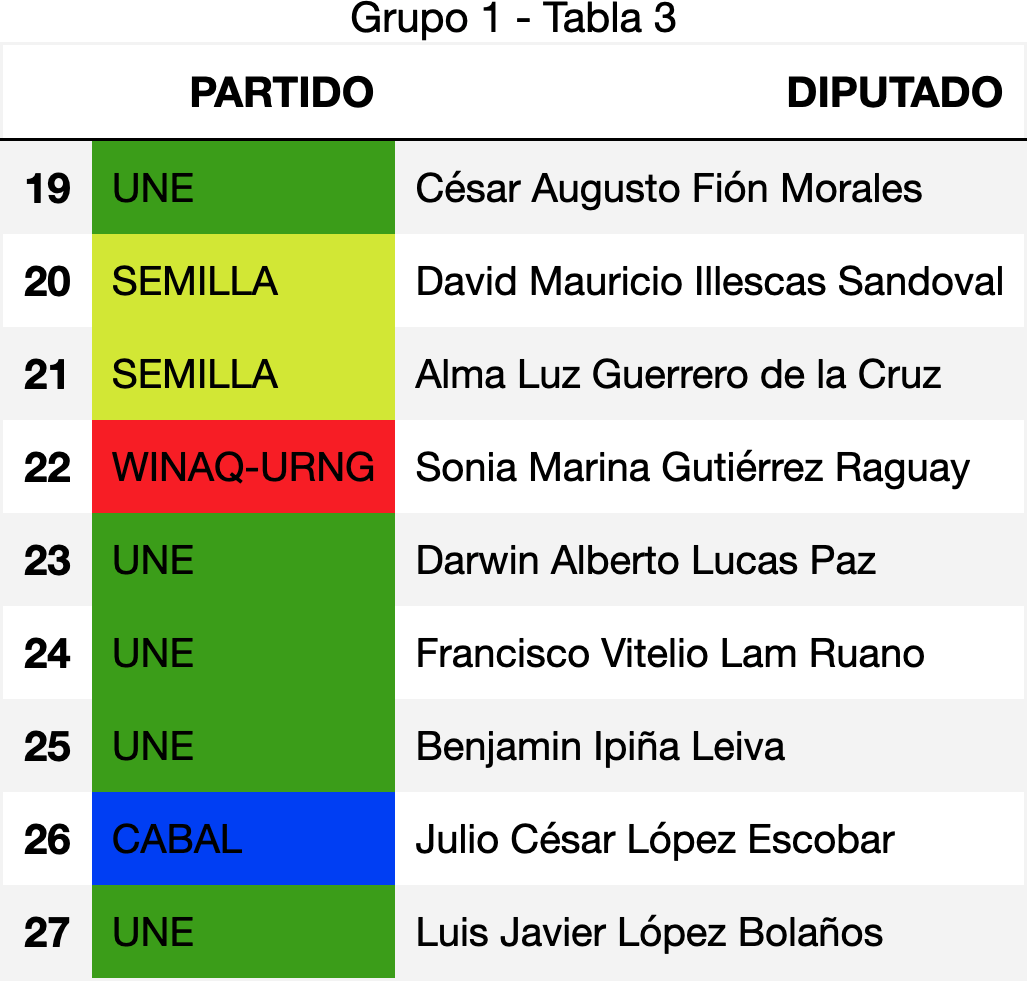 Grupo 1 - Tabla 3
PARTIDO DIPUTADO
19 UNE César Augusto Fión Morales
20 SEMILLA David Mauricio Illescas Sandoval
21 SEMILLA Alma Luz Guerrero de la Cruz
22 WINAQ-URNG Sonia Marina Gutiérrez Raguay
23 UNE Darwin Alberto Lucas Paz
24 UNE Francisco Vitelio Lam Ruano
25 UNE Benjamin Ipiña Leiva
26 CABAL Julio César López Escobar
27 UNE Luis Javier López Bolaños